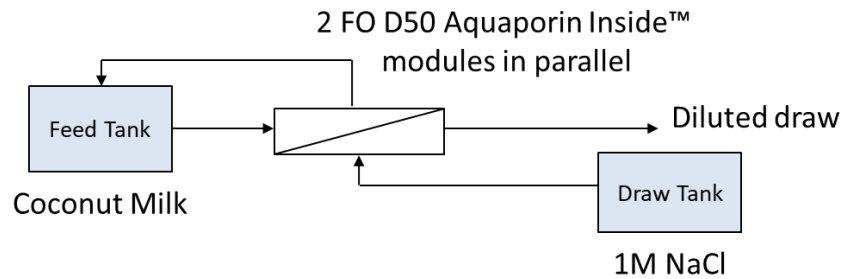 2 FO D50 Aquaporin Inside™
modules in parallel
Feed Tank
Diluted draw
Coconut Milk
Draw Tank
1M NaCl